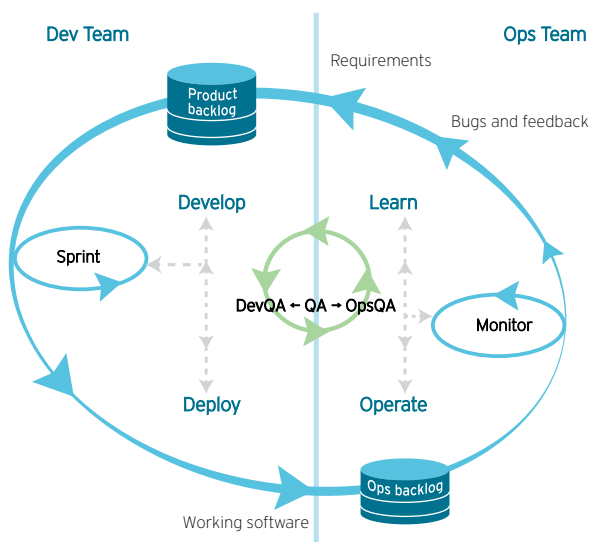 Dev Team
Ops Team
Requirements
Product
backlog
Bugs and feedback
Develop
Learn
Sprint
DevQA ← QA → OpsQA
Monitor
Deploy
Operate
Ops backlog
Working software